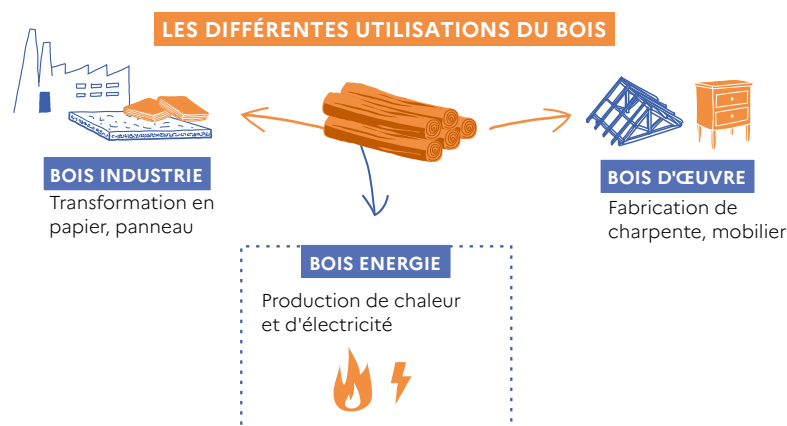 LES DIFFÉRENTES UTILISATIONS DU BOIS
BOIS INDUSTRIE
Transformation en
papier, panneau
BOIS D'ŒUVRE
Fabrication de
charpente, mobilier
BOIS ENERGIE
Production de chaleur
et d'électricité